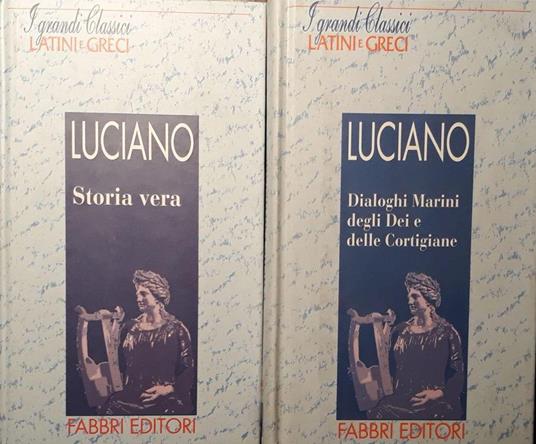 I grandi Classici
LATINI E GRECI
LUCIANO
Storia vera
FABBRI EDITORI
I grandi Classici
LATINI E GRECI
LUCIANO
Dialoghi Marini
degli Dei e
delle Cortigiane
FABBRI EDITORI